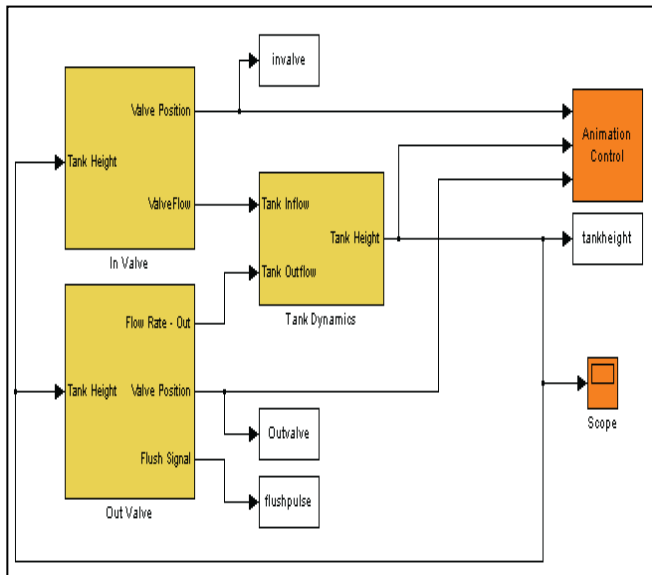 invalve
Valve Position
Tank Height
ValveFlow
In Valve
Animation
Control
Tank Inflow
Tank Height
Tank Outflow
Tank Dynamics
tankheight
Flow Rate - Out
Tank Height
Valve Position
Flush Signal
Out Valve
Outvalve
flushpulse
Scope